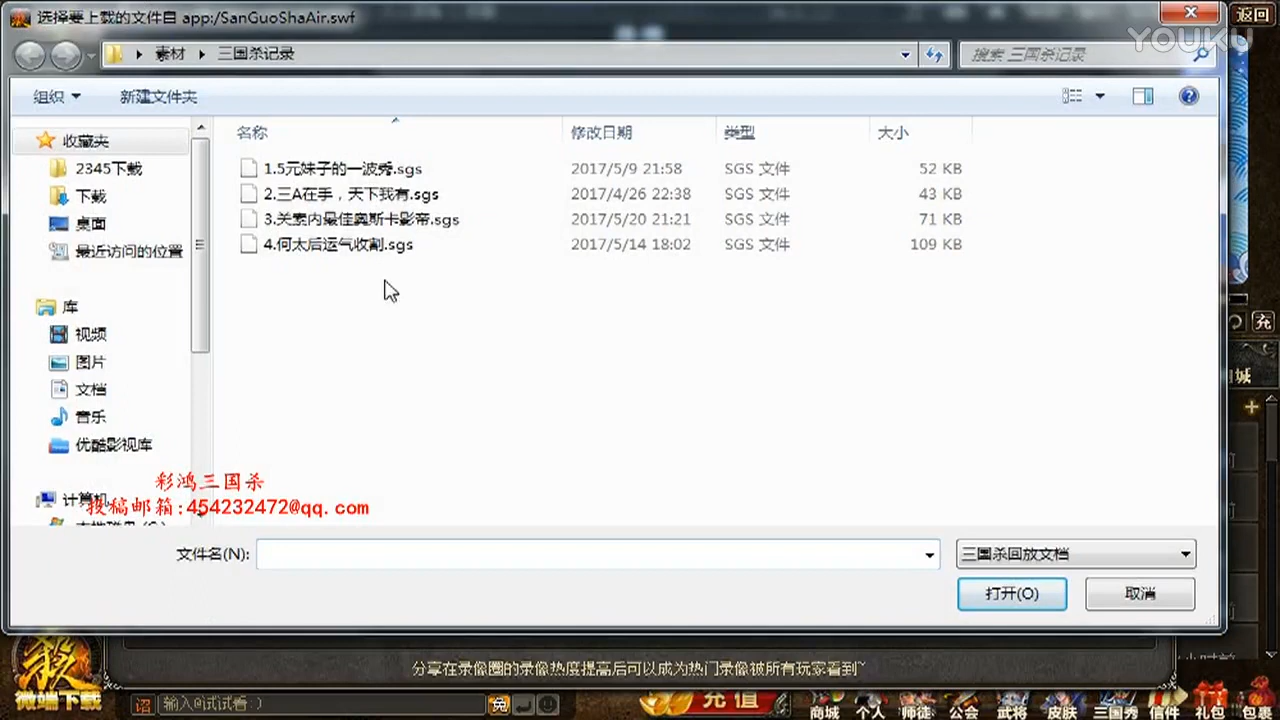 选择要上载的文件自 app:/SanGuoShaAir.swf
返回
YOUKU
素材 三国杀记录
搜索 三国杀记录
组织 新建文件夹
名称 修改日期 类型 大小
收藏夹
2345下载
下载
桌面
最近访问的位置
库
视频
图片
文档
音乐
优酷影视库
计算机
1.5元妹子的一波秀.sgs 2017/5/9 21:58 SGS 文件 52 KB
2.三A在手，天下我有.sgs 2017/4/26 22:38 SGS 文件 43 KB
3.关索内最佳奥斯卡影帝.sgs 2017/5/20 21:21 SGS 文件 71 KB
4.何太后运气收割.sgs 2017/5/14 18:02 SGS 文件 109 KB
充
城
彩鸿三国杀
投稿邮箱:454232472@qq.com
文件名(N):
三国杀回放文档
打开(O) 取消
分享在录像圈的录像热度提高后可以成为热门录像被所有玩家看到~
杀
微端下载
输入@试试看:)
免
充值
商城 个人 师徒 公会 武将 皮肤 三国秀 信件 礼包 包裹